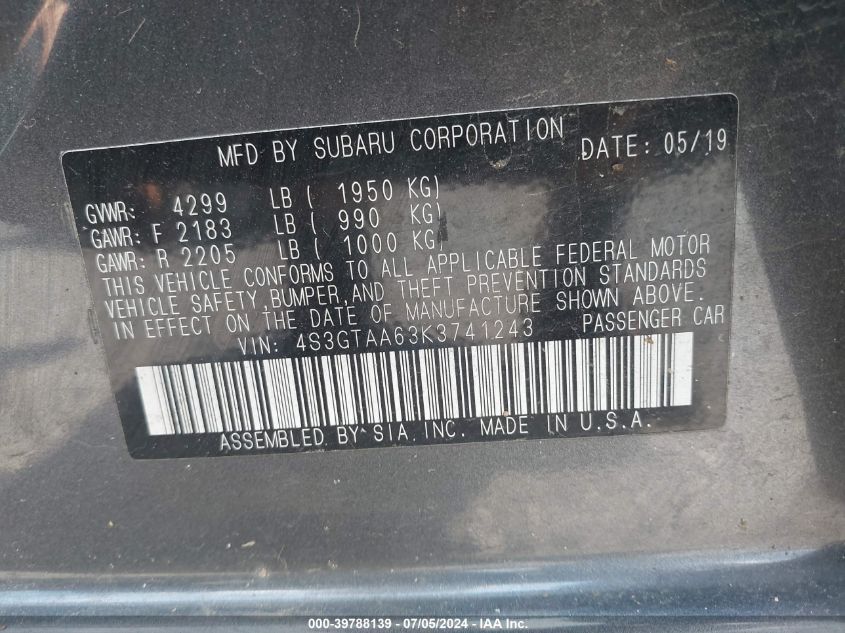 MFD BY SUBARU CORPORATION DATE: 05/19
GVWR: 4299 LB ( 1950 KG)
GAWR: F 2183 LB ( 990 KG)
GAWR: R 2205 LB ( 1000 KG)
THIS VEHICLE CONFORMS TO ALL APPLICABLE FEDERAL MOTOR
VEHICLE SAFETY, BUMPER, AND THEFT PREVENTION STANDARDS
IN EFFECT ON THE DATE OF MANUFACTURE SHOWN ABOVE.
VIN: 4S3GTAA63K3741243 PASSENGER CAR
ASSEMBLED BY SIA, INC. MADE IN U.S.A.
000-39788139 - 07/05/2024 - IAA Inc.